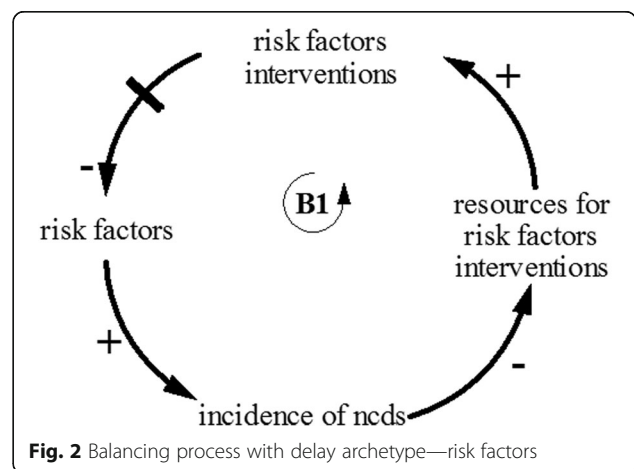 risk factors
interventions
+
-
B1
risk factors
resources for
risk factors
interventions
+
-
incidence of ncds
Fig. 2 Balancing process with delay archetype—risk factors